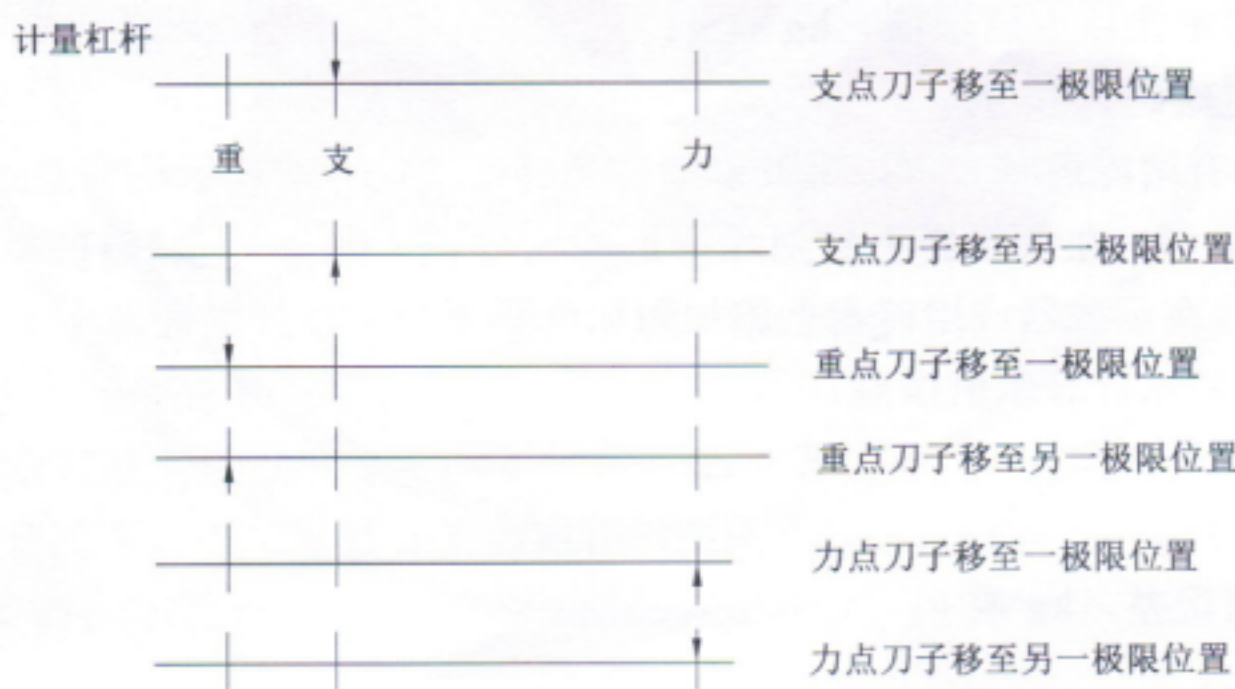 计量杠杆
支点刀子移至一极限位置
重 支 力
支点刀子移至另一极限位置
重点刀子移至一极限位置
重点刀子移至另一极限位置
力点刀子移至一极限位置
力点刀子移至另一极限位置